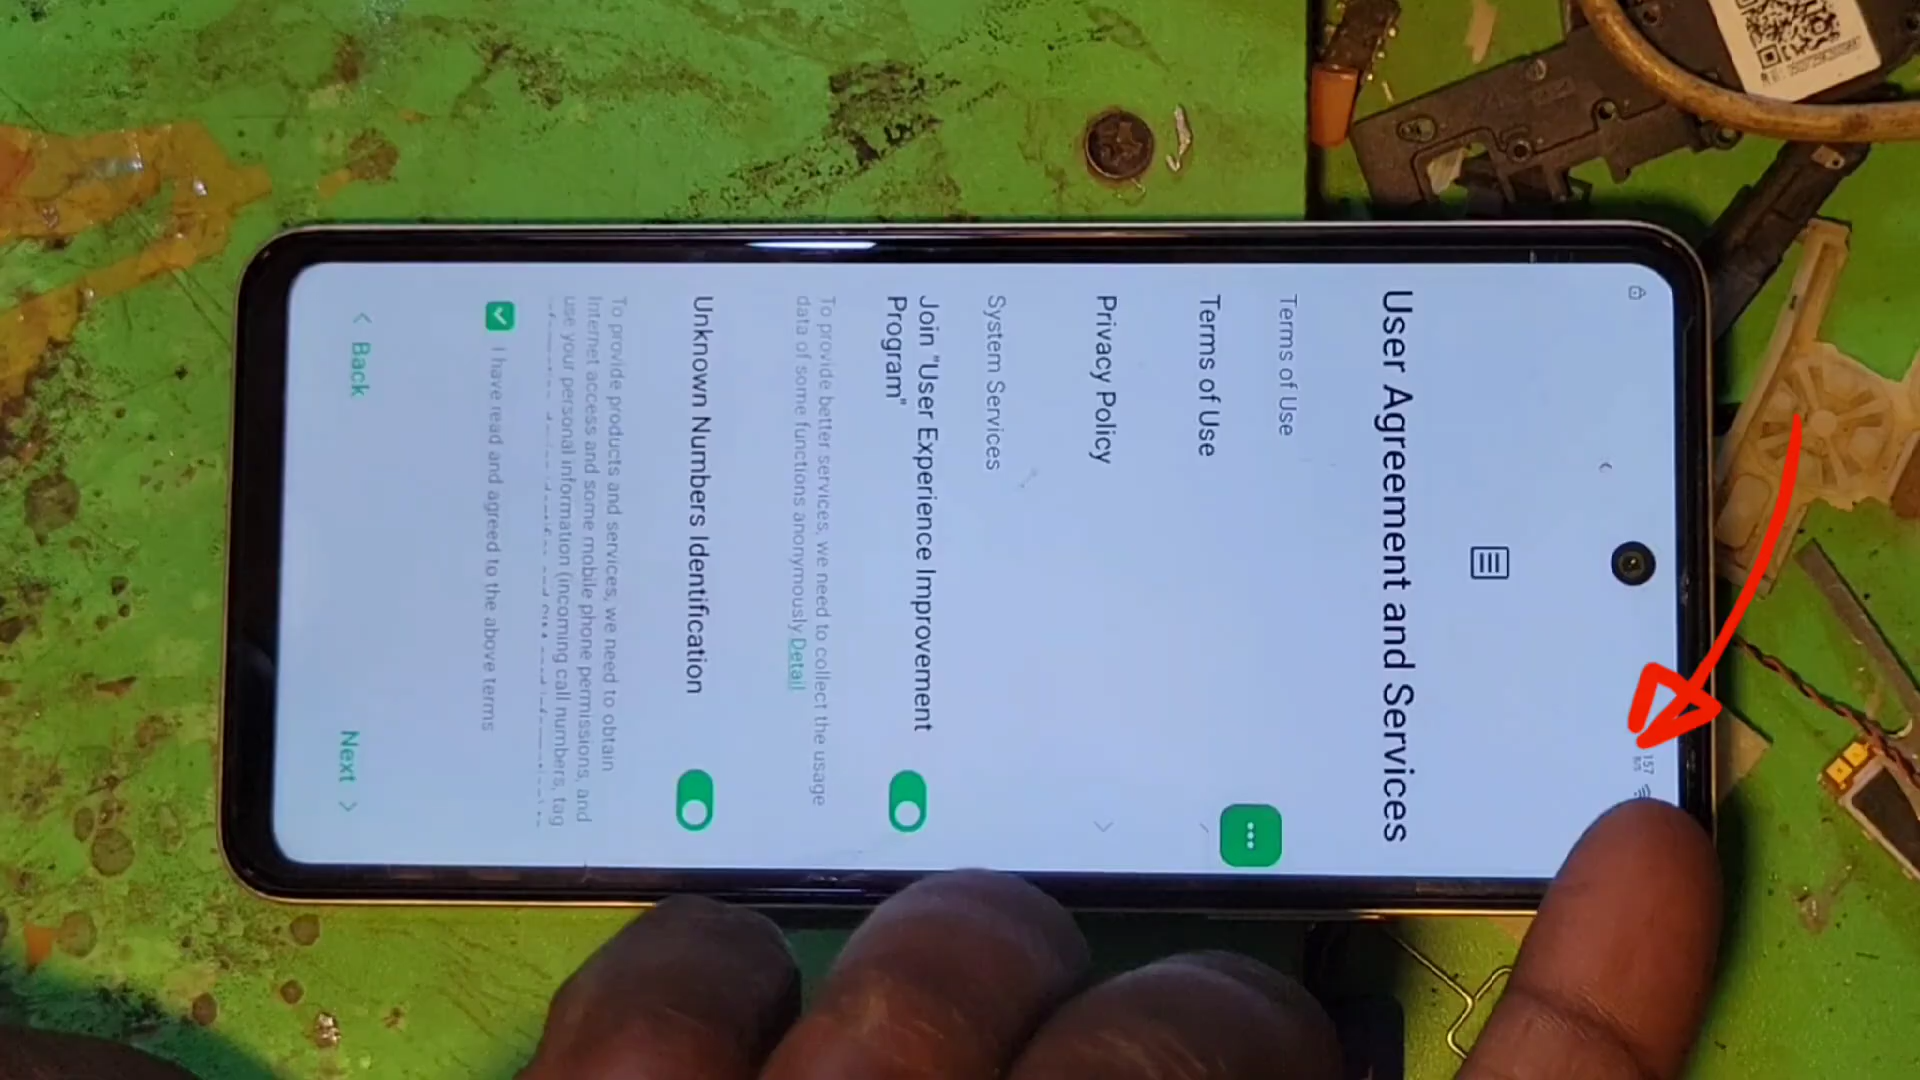 157
User Agreement and Services
Terms of Use
Terms of Use
Privacy Policy
System Services
Join "User Experience Improvement
Program"
To provide better services, we need to collect the usage
data of some functions anonymously Detail
Unknown Numbers Identification
To provide products and services, we need to obtain
Internet access and some mobile phone permissions, and
use your personal information (incoming call numbers, tag
I have read and agreed to the above terms
Back
Next